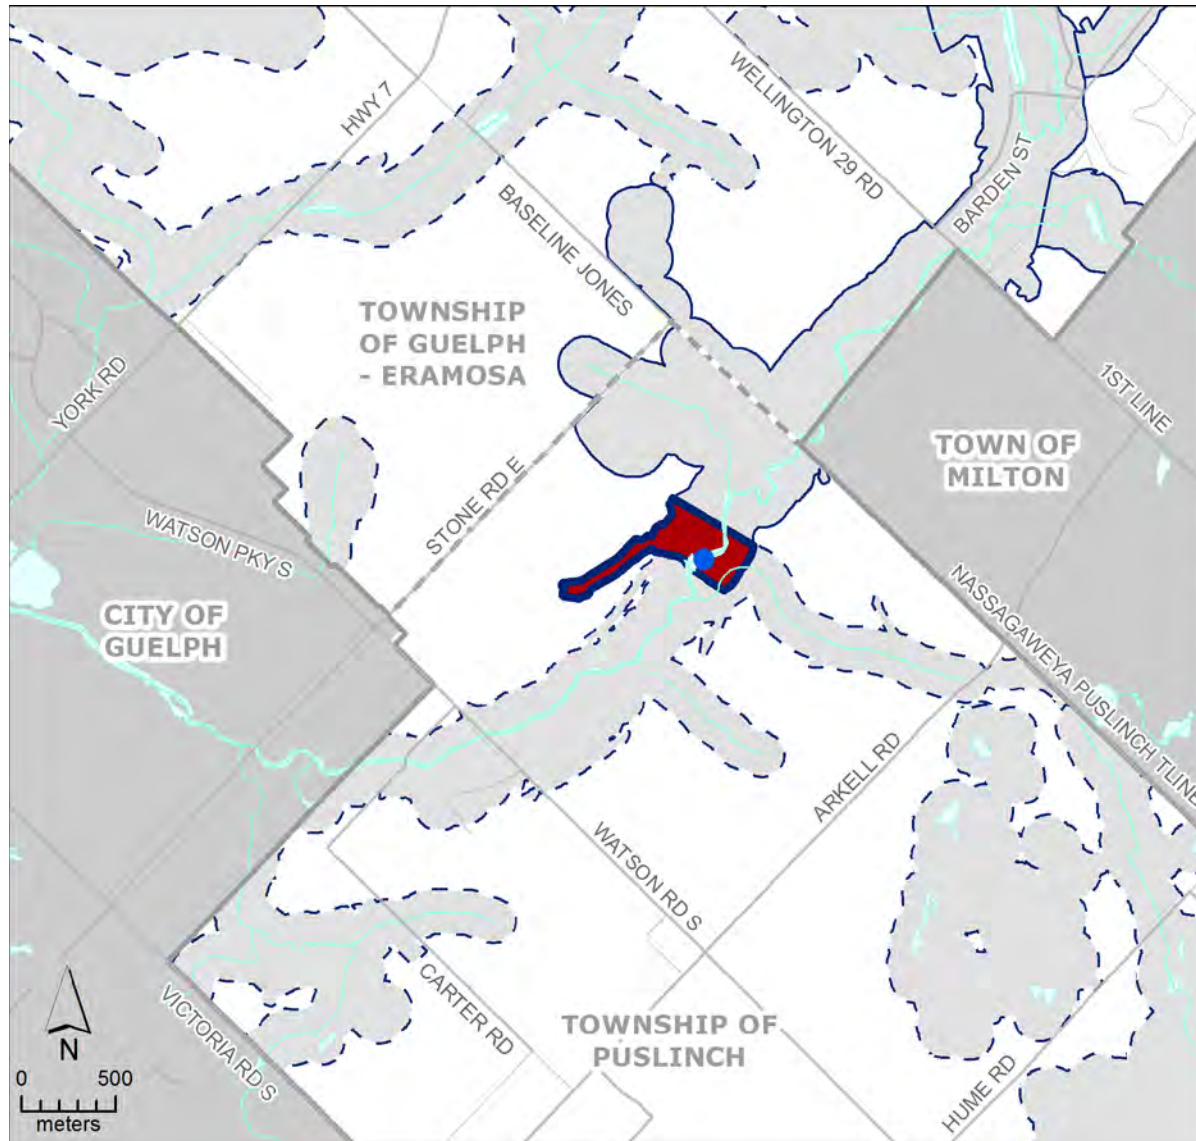 HWY 7
WELLINGTON 29 RD
BARDEN ST
BASELINE JONES
TOWNSHIP
OF GUELPH
- ERAMOSA
YORK RD
1ST LINE
TOWN OF
MILTON
STONE RD E
WATSON PKY S
CITY OF
GUELPH
NASSAGAWEYA PUSLINCH TLINE
ARKELL RD
WATSON RD S
CARTER RD
VICTORIA RD S
TOWNSHIP OF
PUSLINCH
HUME RD
N
0 500
meters